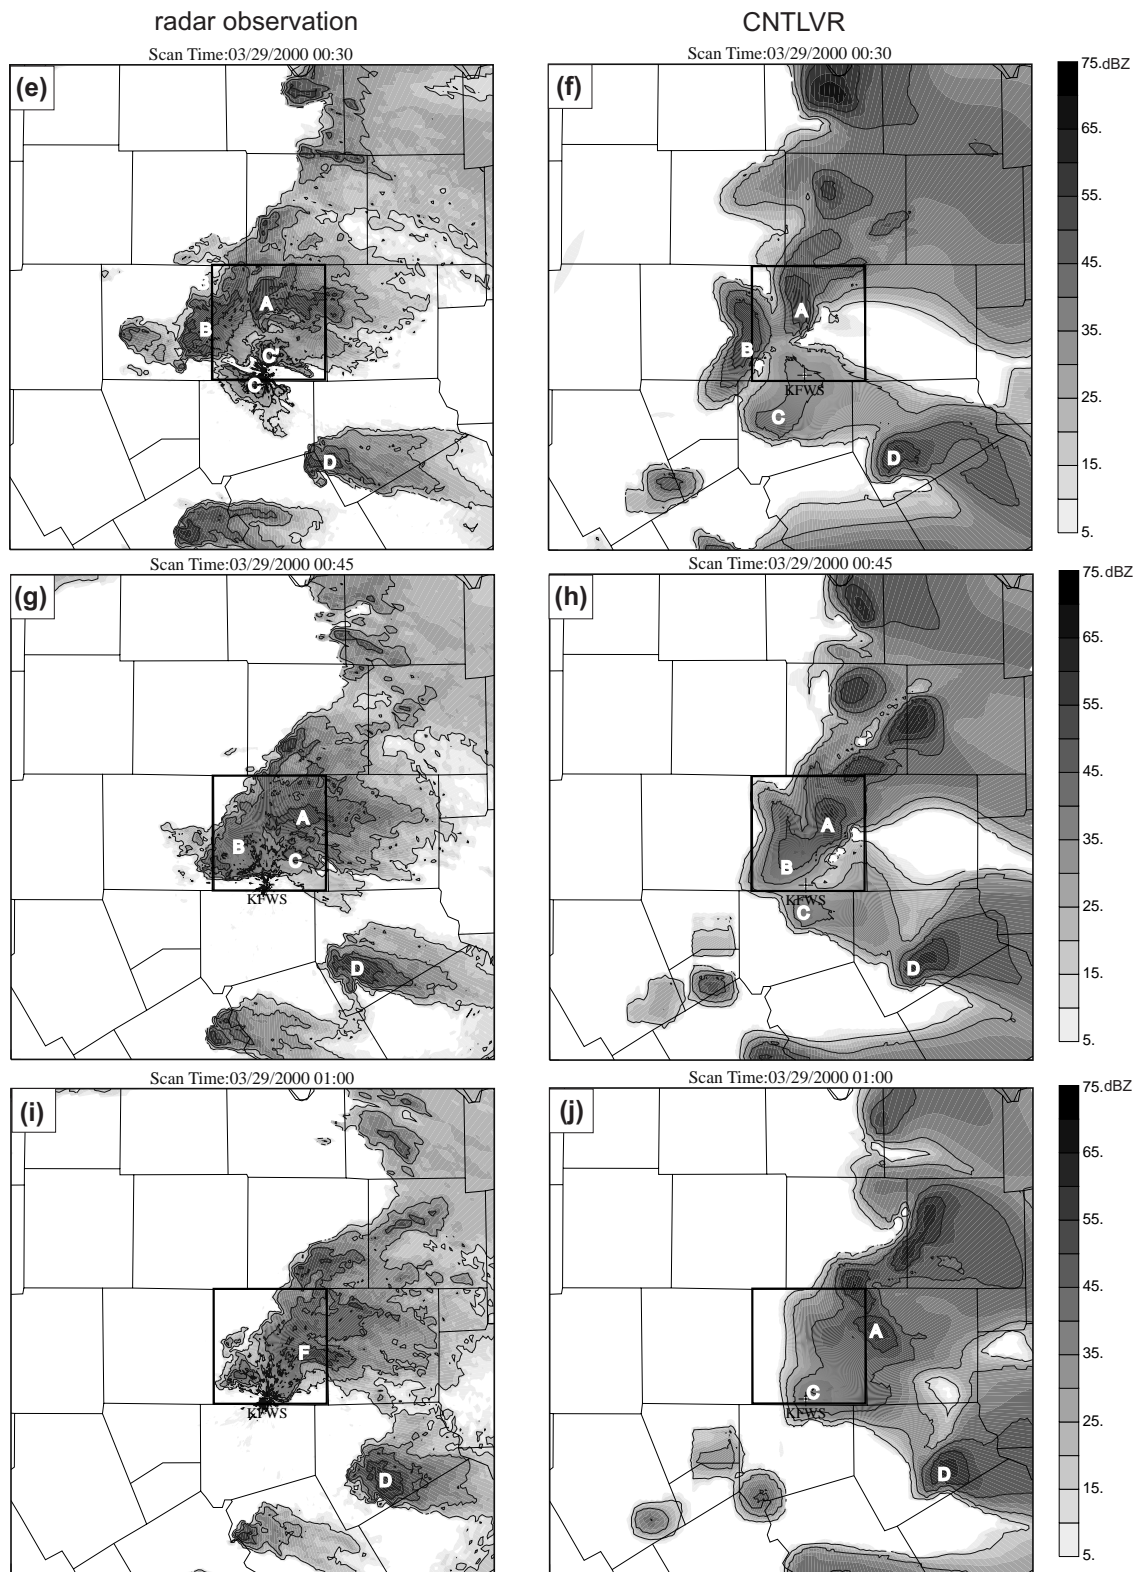 radar observation CNTLVR
Scan Time:03/29/2000 00:30 Scan Time:03/29/2000 00:30
(e) (f) 75. dBZ
65.
55.
45.
A A
B 35.
B
C
KFWS
C 25.
C
D D
15.
5.
Scan Time:03/29/2000 00:45 Scan Time:03/29/2000 00:45
(g) (h) 75. dBZ
65.
55.
45.
A A
B 35.
C B
KFWS KFWS
C 25.
D D
15.
5.
Scan Time:03/29/2000 01:00 Scan Time:03/29/2000 01:00
(i) (j) 75. dBZ
65.
55.
45.
A
F 35.
C
KFWS KFWS
25.
D D
15.
5.